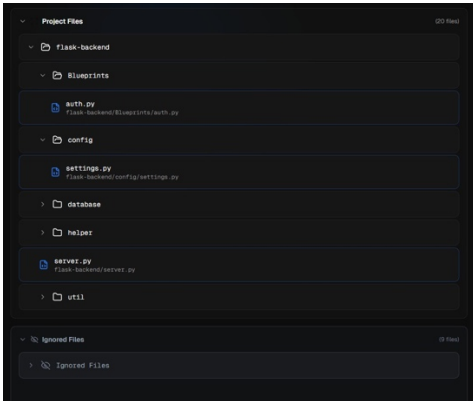 Project Files
(20 files)
flask-backend
Blueprints
auth.py
flask-backend/Blueprints/auth.py
config
settings.py
flask-backend/config/settings.py
database
helper
server.py
flask-backend/server.py
util
Ignored Files
(9 files)
Ignored Files